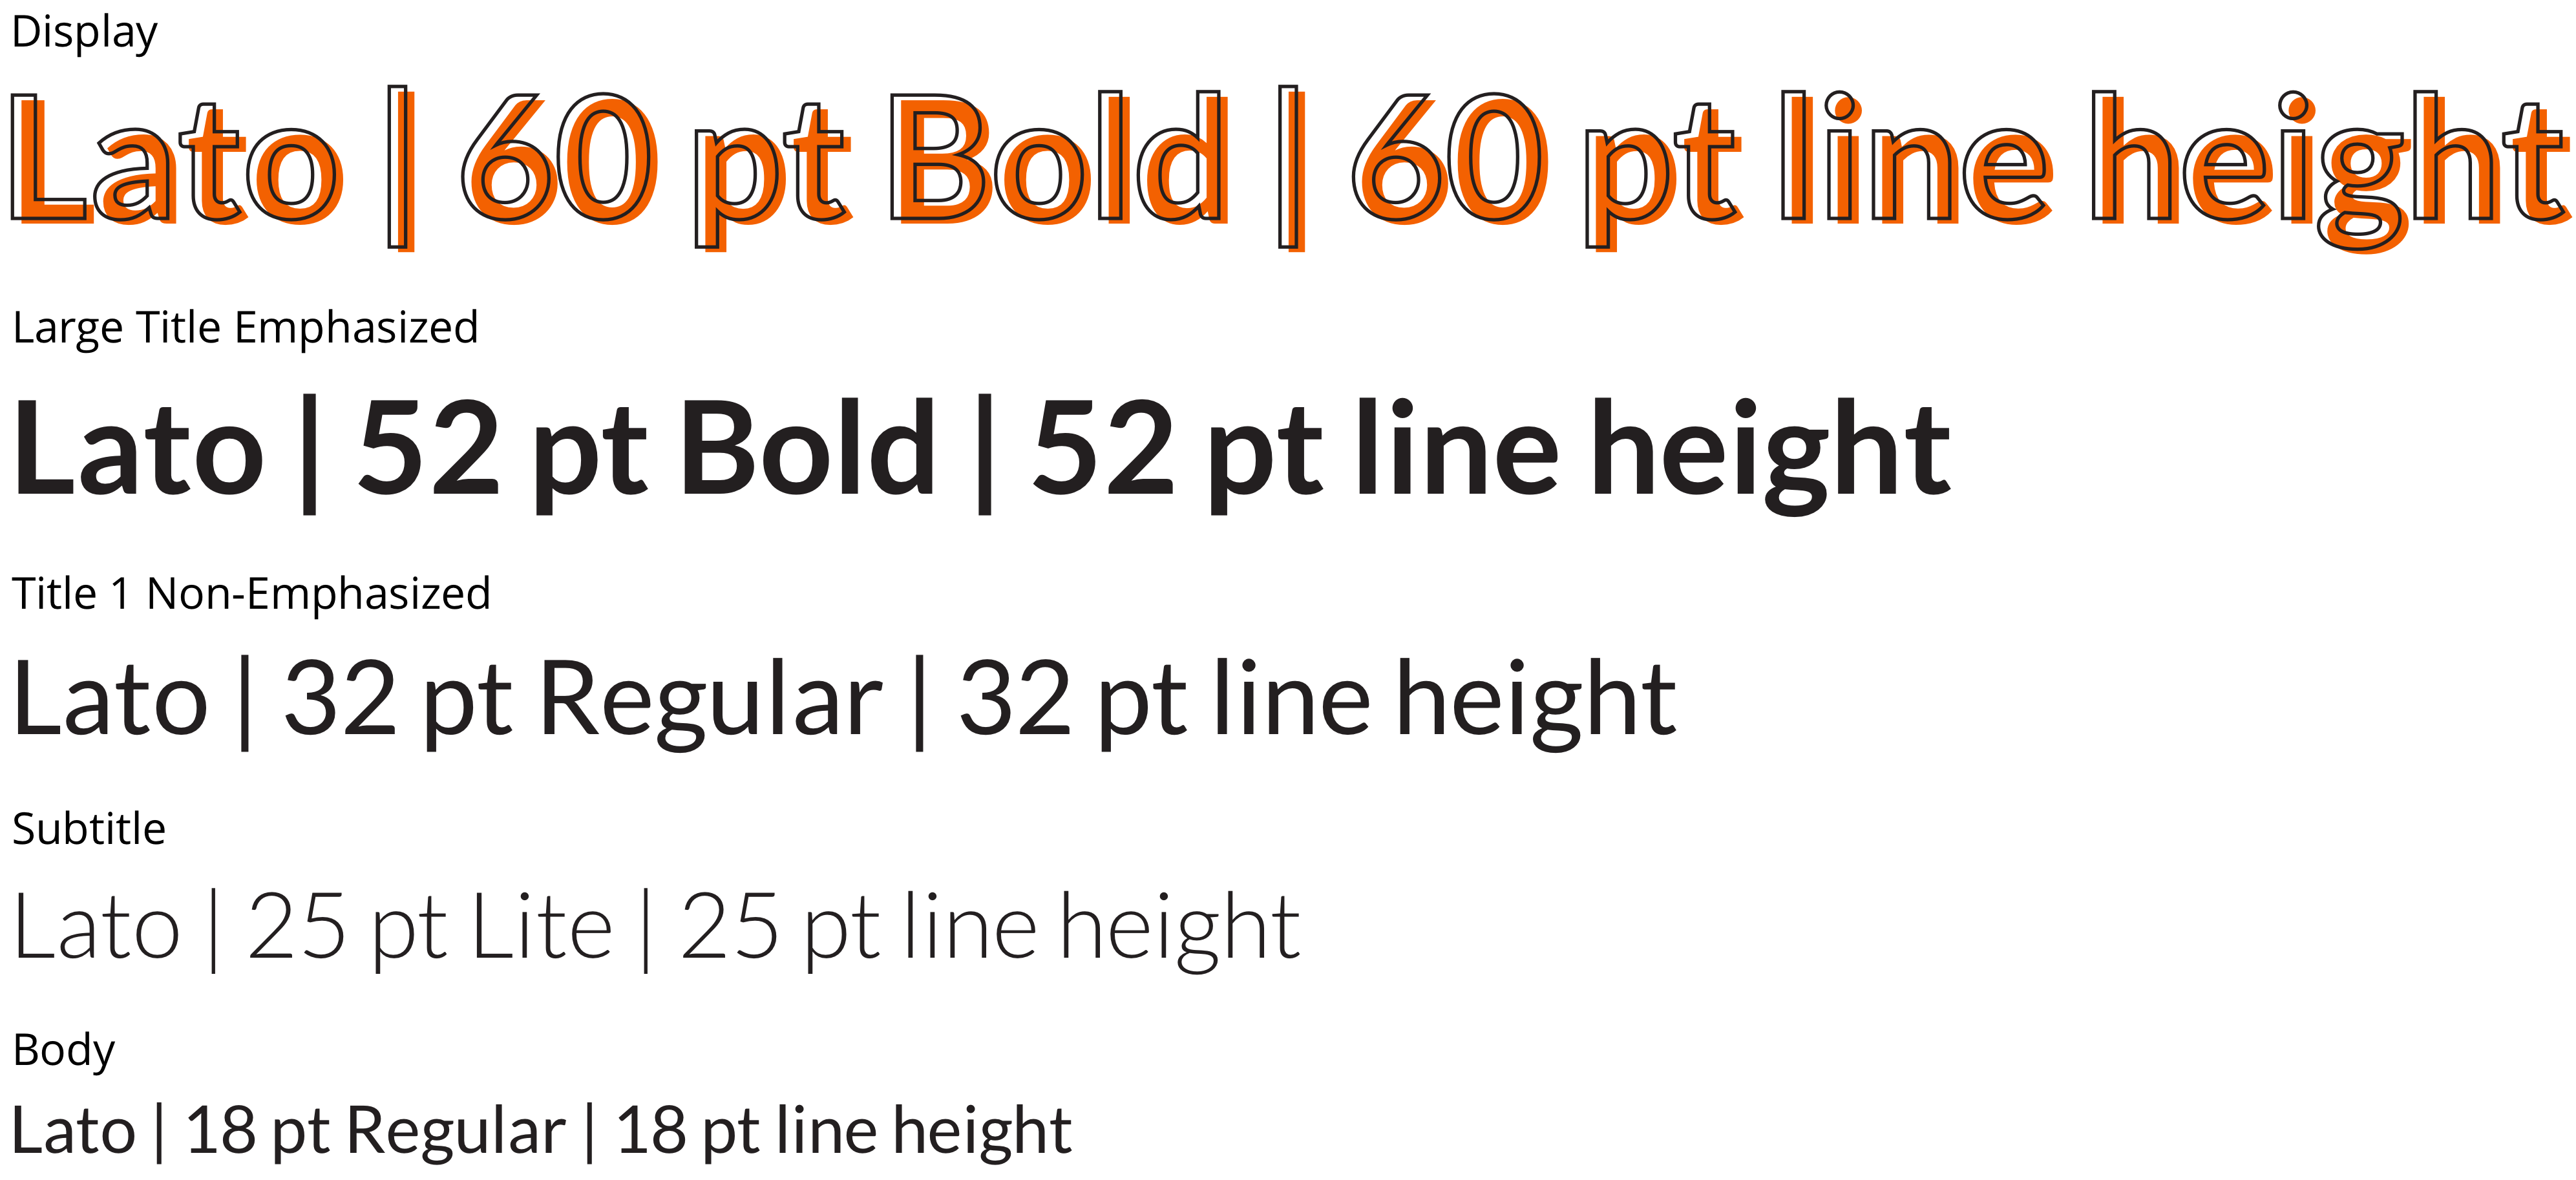 Display
Lato | 60 pt Bold | 60 pt line height
Large Title Emphasized
Lato | 52 pt Bold | 52 pt line height
Title 1 Non-Emphasized
Lato | 32 pt Regular | 32 pt line height
Subtitle
Lato | 25 pt Lite | 25 pt line height
Body
Lato | 18 pt Regular | 18 pt line height